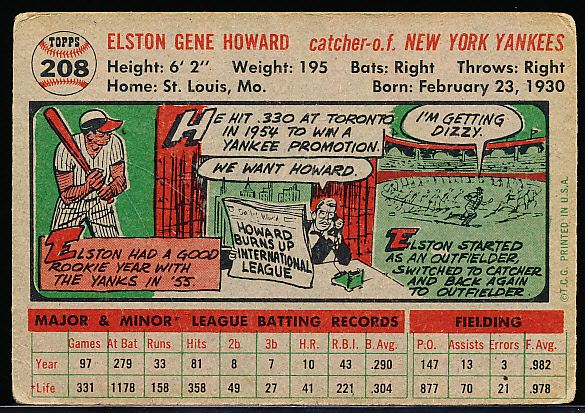 TOPPS
208
ELSTON GENE HOWARD catcher-o.f. NEW YORK YANKEES
Height: 6' 2" Weight: 195 Bats: Right Throws: Right
Home: St. Louis, Mo. Born: February 23, 1930
HE HIT .330 AT TORONTO
IN 1954 TO WIN A
YANKEE PROMOTION.
WE WANT HOWARD.
I'M GETTING
DIZZY.
HOWARD
BURNS UP
INTERNATIONAL
LEAGUE
ELSTON HAD A GOOD
ROOKIE YEAR WITH
THE YANKS IN '55.
ELSTON STARTED
AS AN OUTFIELDER,
SWITCHED TO CATCHER
AND BACK AGAIN
TO OUTFIELDER.
©T.C.G. PRINTED IN U.S.A.
MAJOR & MINOR* LEAGUE BATTING RECORDS FIELDING
Games At Bat Runs Hits 2b 3b H.R. R.B.I. B. Avg. P.O. Assists Errors F. Avg.
Year 97 279 33 81 8 7 10 43 .290 147 13 3 .982
*Life 331 1178 158 358 49 27 41 221 .304 877 70 21 .978